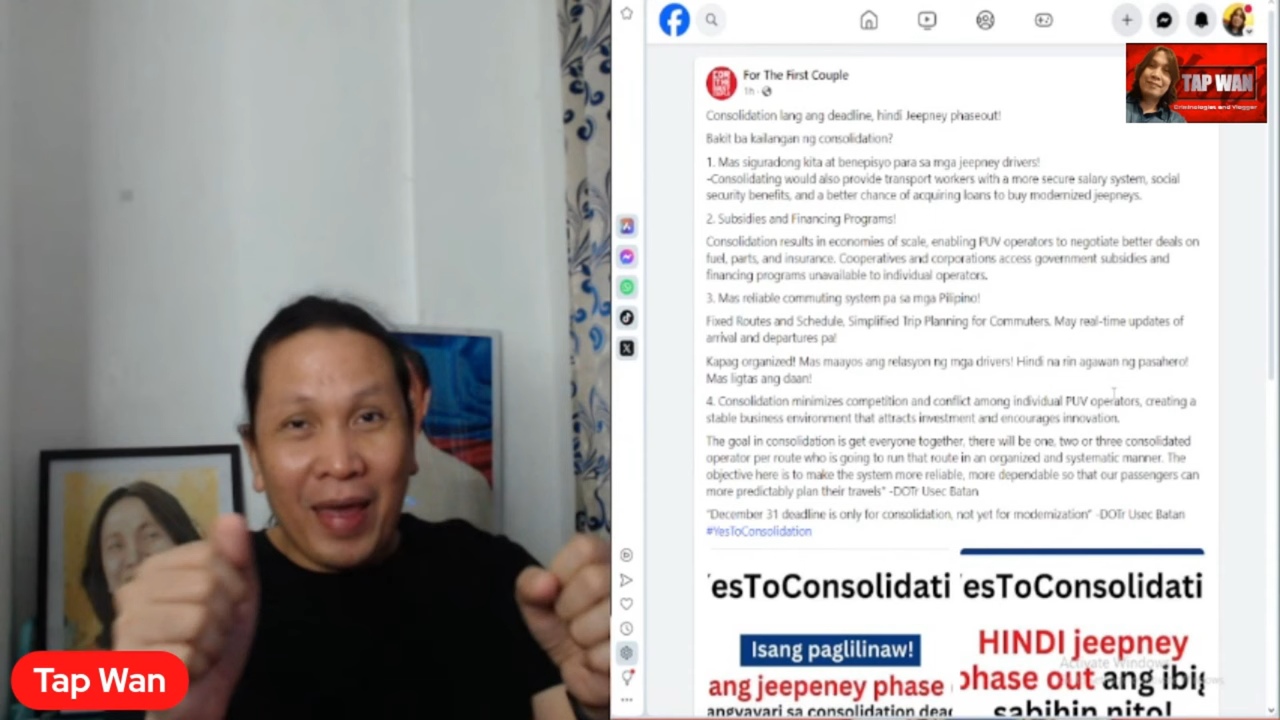 For The First Couple
1h
TAP WAN
Criminologist and Vlogger
Consolidation lang ang deadline, hindi Jeepney phaseout!
Bakit ba kailangan ng consolidation?
1. Mas siguradong kita at benepisyo para sa mga jeepney drivers!
-Consolidating would also provide transport workers with a more secure salary system, social
security benefits, and a better chance of acquiring loans to buy modernized jeepneys.
2. Subsidies and Financing Programs!
Consolidation results in economies of scale, enabling PUV operators to negotiate better deals on
fuel, parts, and insurance. Cooperatives and corporations access government subsidies and
financing programs unavailable to individual operators.
3. Mas reliable commuting system pa sa mga Pilipino!
Fixed Routes and Schedule, Simplified Trip Planning for Commuters. May real-time updates of
arrival and departures pa!
Kapag organized! Mas maayos ang relasyon ng mga drivers! Hindi na rin agawan ng pasahero!
Mas ligtas ang daan!
4. Consolidation minimizes competition and conflict among individual PUV operators, creating a
stable business environment that attracts investment and encourages innovation.
The goal in consolidation is get everyone together, there will be one, two or three consolidated
operator per route who is going to run that route in an organized and systematic manner. The
objective here is to make the system more reliable, more dependable so that our passengers can
more predictably plan their travels" -DOTr Usec Batan
"December 31 deadline is only for consolidation, not yet for modernization" -DOTr Usec Batan
#YesToConsolidation
esToConsolidati
esToConsolidati
Isang paglilinaw!
ang jeepeney phase
HINDI jeepney
phase out ang ibig
sabihin nito!
Activate Windows
Tap Wan